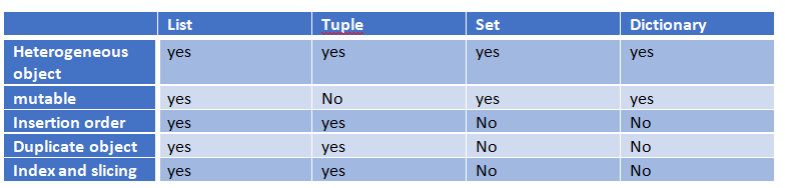 List Tuple Set Dictionary
Heterogeneous yes yes yes yes
object
mutable yes No yes yes
Insertion order yes yes No No
Duplicate object yes yes No No
Index and slicing yes yes No No